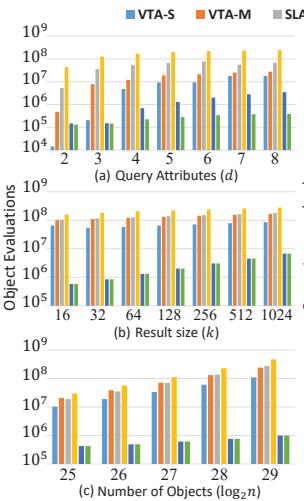 VTA-S VTA-M SLA
10⁹
10⁸
10⁷
10⁶
10⁵
10⁴
2 3 4 5 6 7 8
(a) Query Attributes (d)
Object Evaluations
10⁹
10⁸
10⁷
10⁶
10⁵
16 32 64 128 256 512 1024
(b) Result size (k)
10⁹
10⁸
10⁷
10⁶
10⁵
25 26 27 28 29
(c) Number of Objects (log₂n)